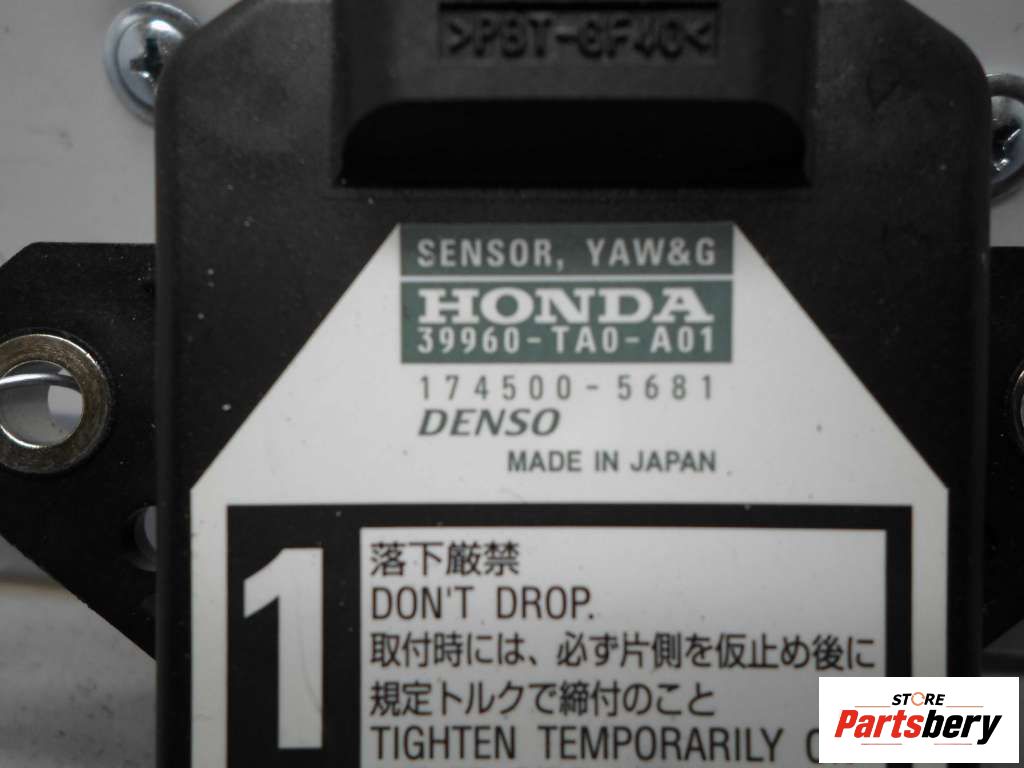 >PBT-GF40<
SENSOR, YAW&G
HONDA
39960-TA0-A01
174500-5681
DENSO
MADE IN JAPAN
1
落下厳禁
DON'T DROP.
取付時には、必ず片側を仮止め後に
規定トルクで締付のこと
TIGHTEN TEMPORARILY
STORE
Partsbery